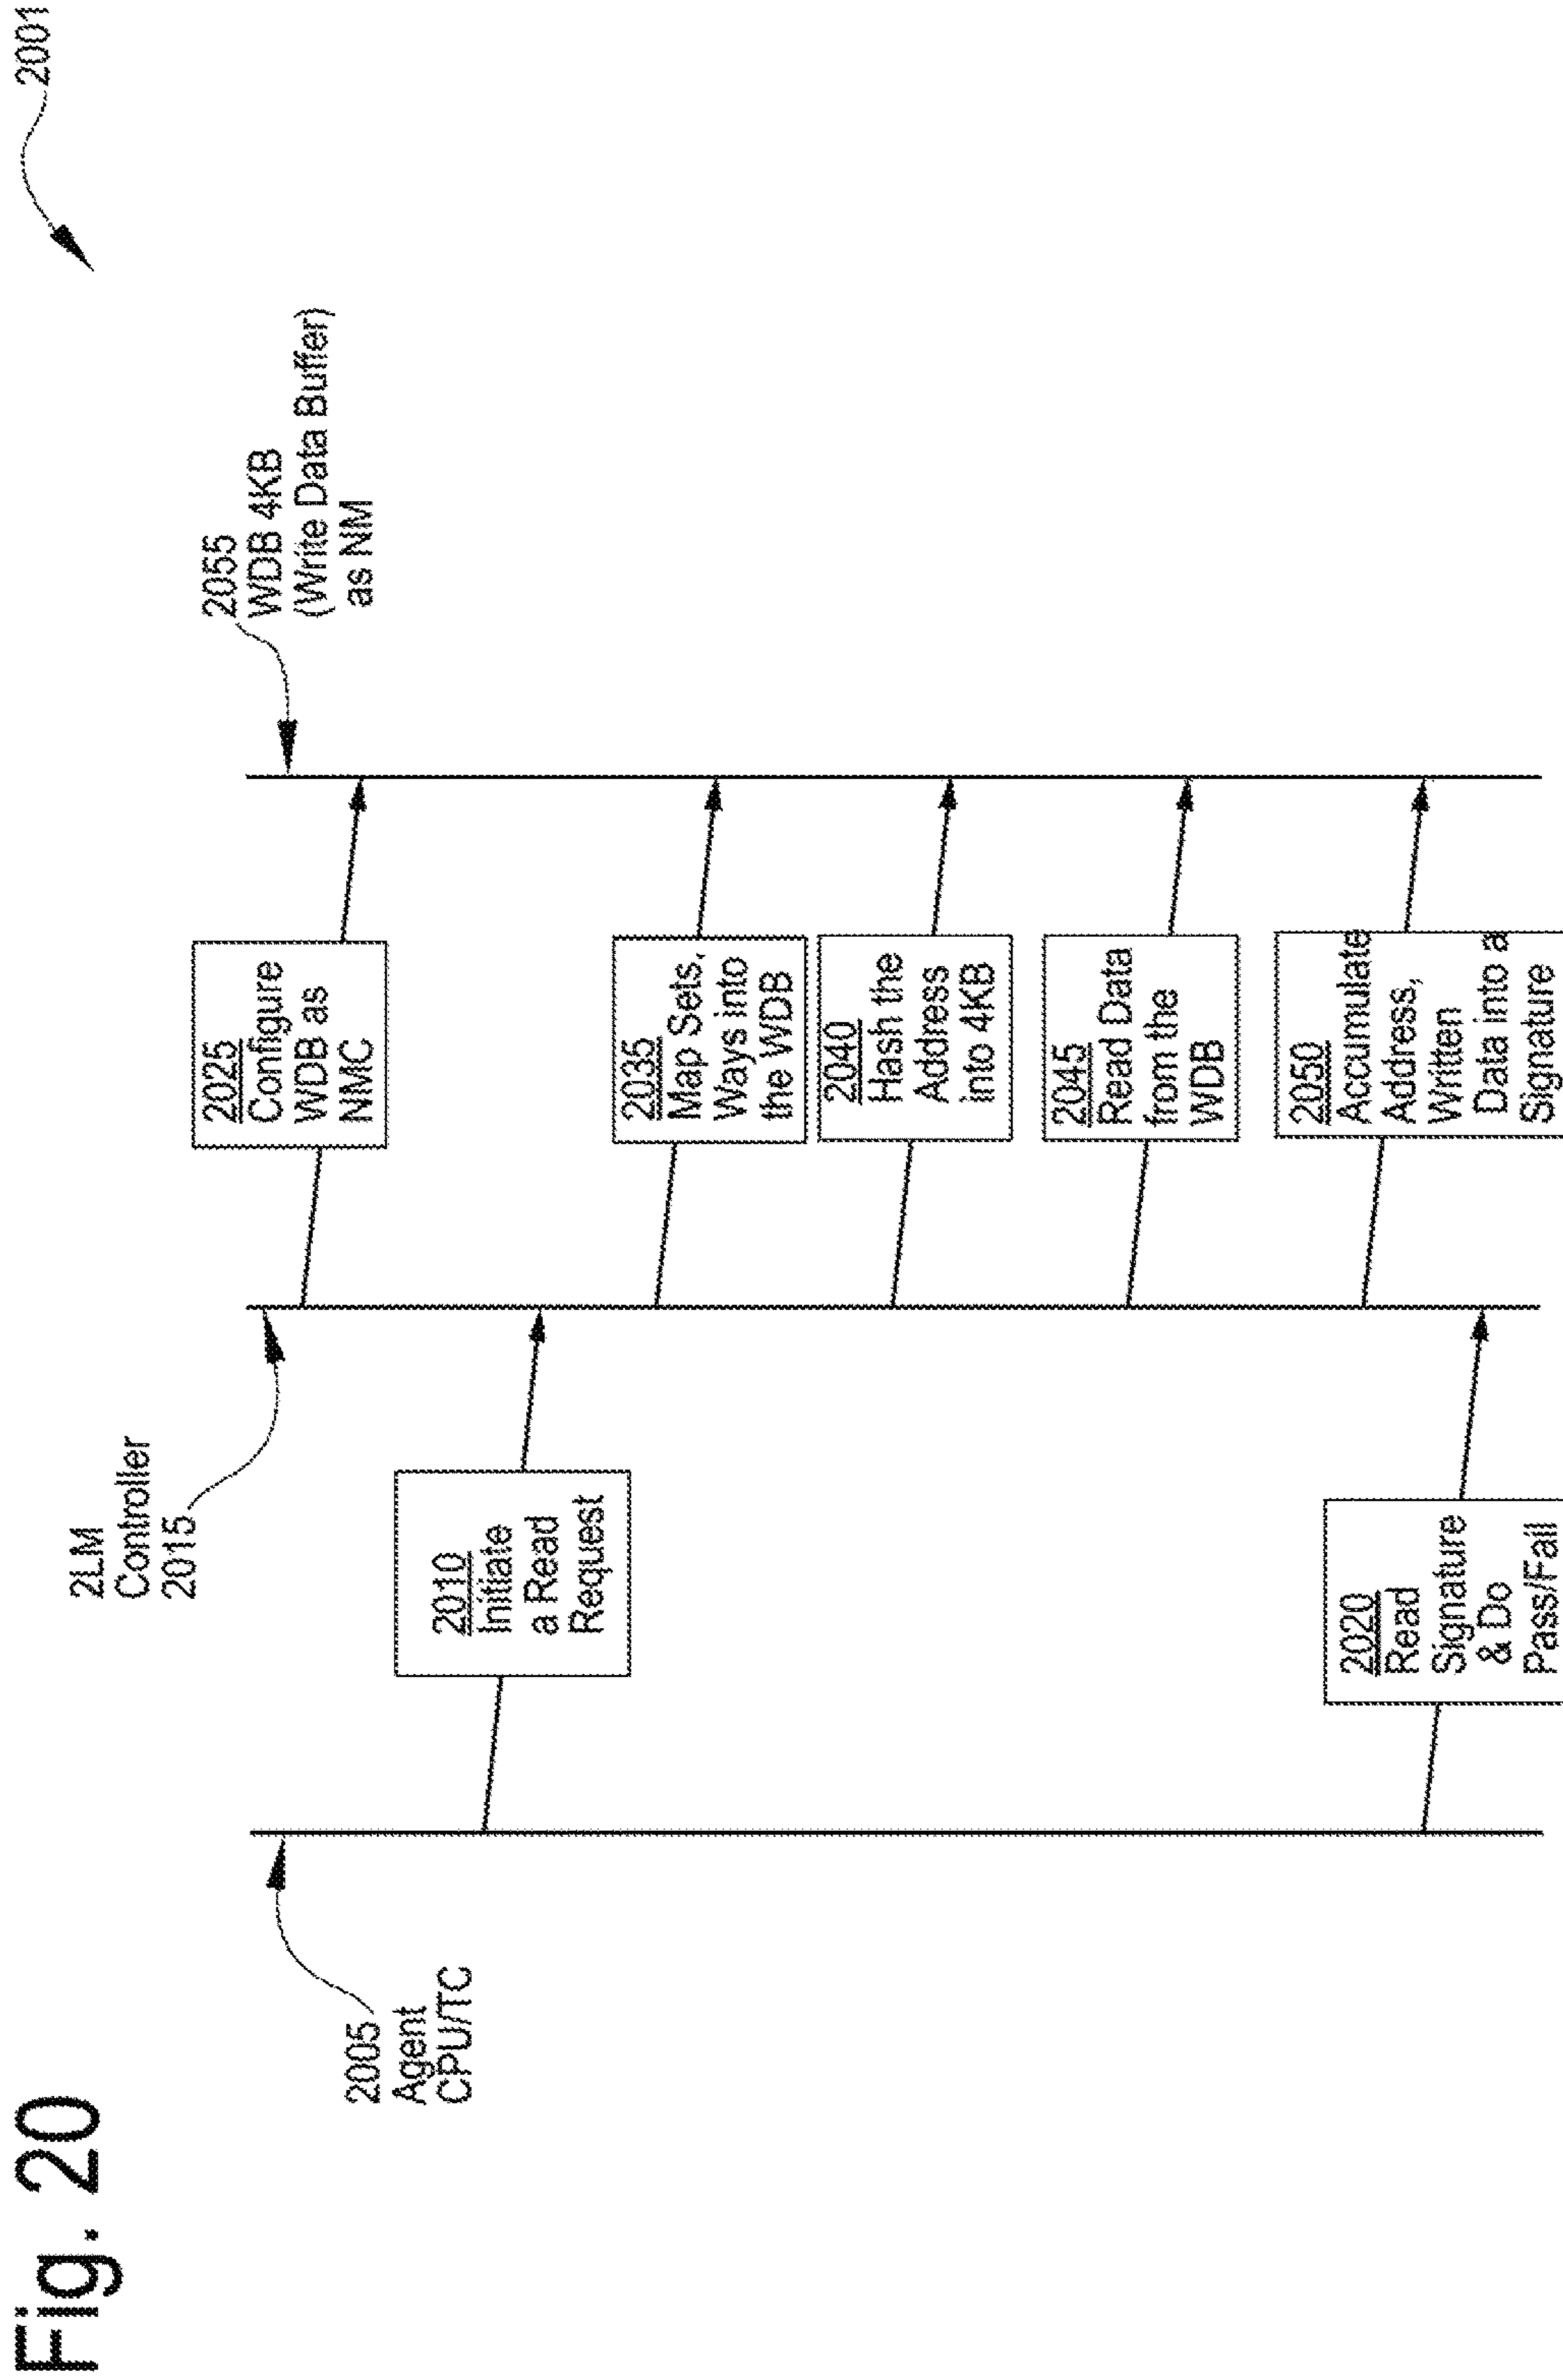 Fig. 20
2001
2005
Agent
CPU/TC
2LM
Controller
2015
2055
WDB 4KB
(Write Data Buffer)
as NM
2025
Configure
WDB as
NMC
2010
Initiate
a Read
Request
2035
Map Sets,
Ways into
the WDB
2040
Hash the
Address
into 4KB
2045
Read Data
from the
WDB
2050
Accumulate
Address,
Written
Data into a
Signature
2020
Read
Signature
& Do
Pass/Fail